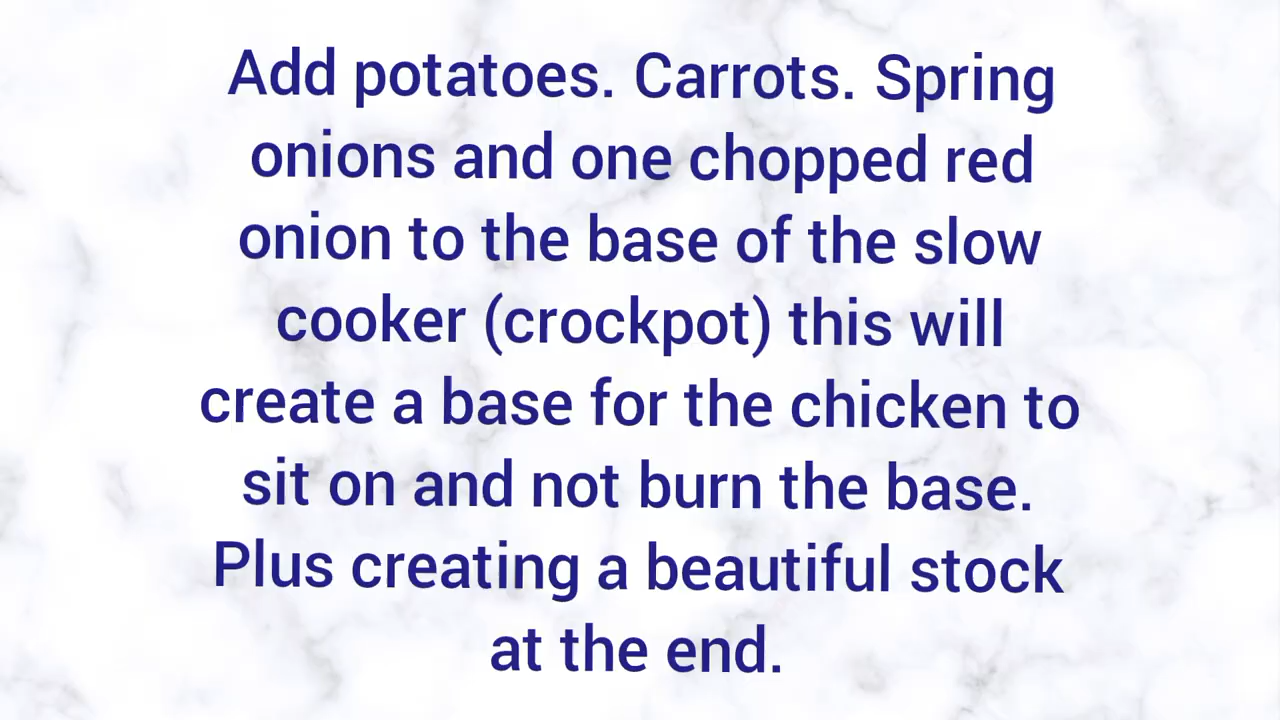 Add potatoes. Carrots. Spring
onions and one chopped red
onion to the base of the slow
cooker (crockpot) this will
create a base for the chicken to
sit on and not burn the base.
Plus creating a beautiful stock
at the end.